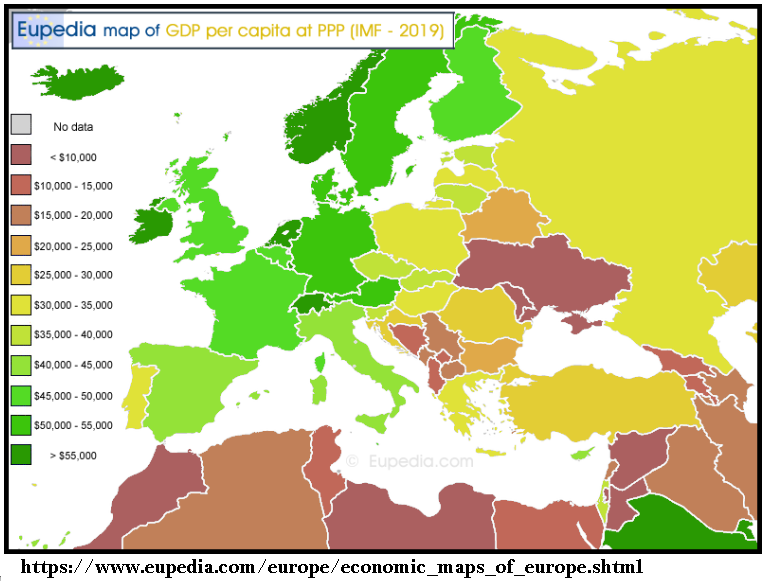 Eupedia map of GDP per capita at PPP (IMF - 2019)
No data
< $10,000
$10,000 - 15,000
$15,000 - 20,000
$20,000 - 25,000
$25,000 - 30,000
$30,000 - 35,000
$35,000 - 40,000
$40,000 - 45,000
$45,000 - 50,000
$50,000 - 55,000
> $55,000
© Eupedia.com
https://www.eupedia.com/europe/economic_maps_of_europe.shtml